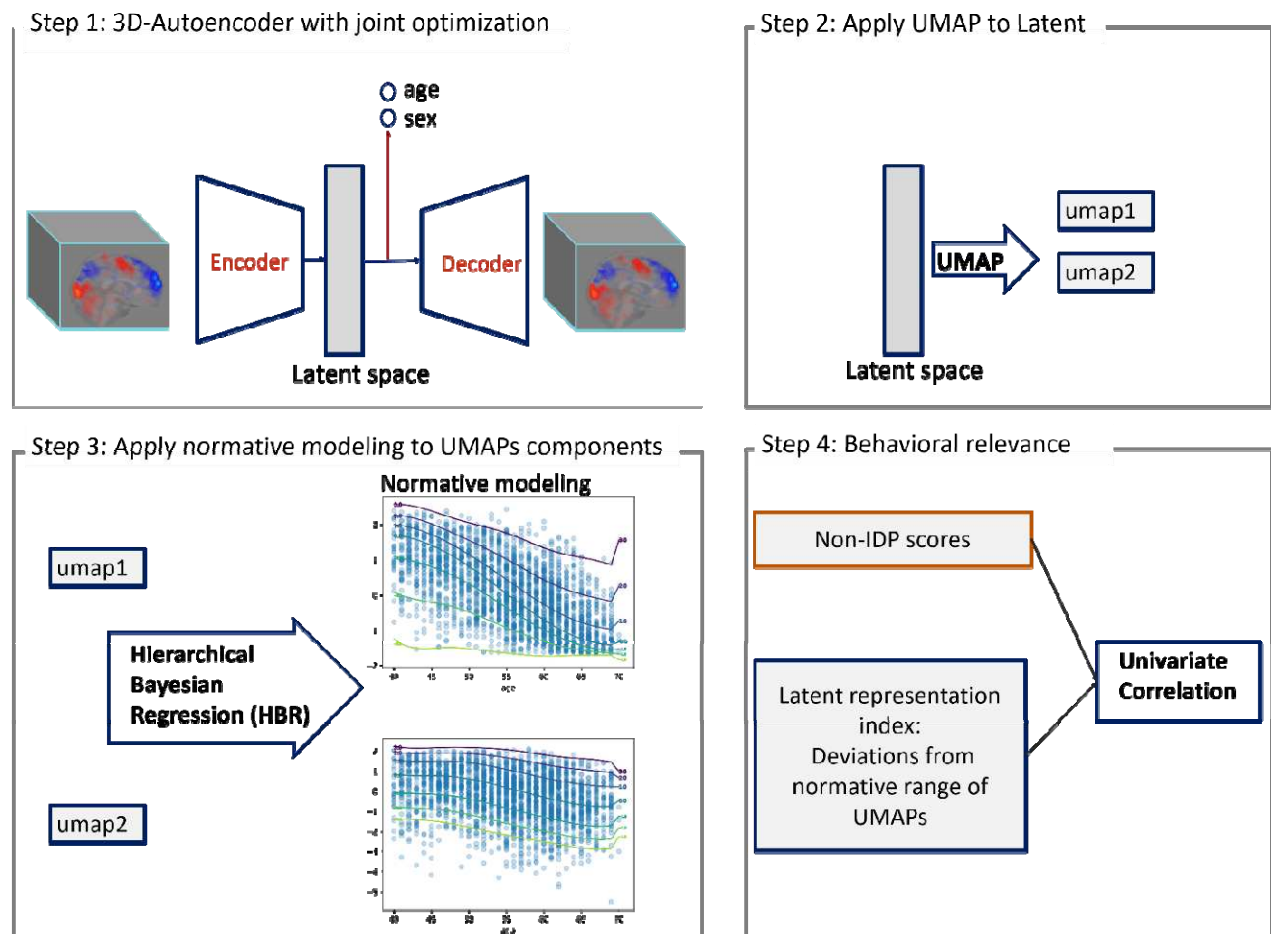 Step 1: 3D-Autoencoder with joint optimization
age
sex
Encoder
Decoder
Latent space
Step 2: Apply UMAP to Latent
UMAP
umap1
umap2
Latent space
Step 3: Apply normative modeling to UMAPs components
Normative modeling
umap1
Hierarchical
Bayesian
Regression (HBR)
umap2
age
Step 4: Behavioral relevance
Non-IDP scores
Latent representation
index:
Deviations from
normative range of
UMAPs
Univariate
Correlation